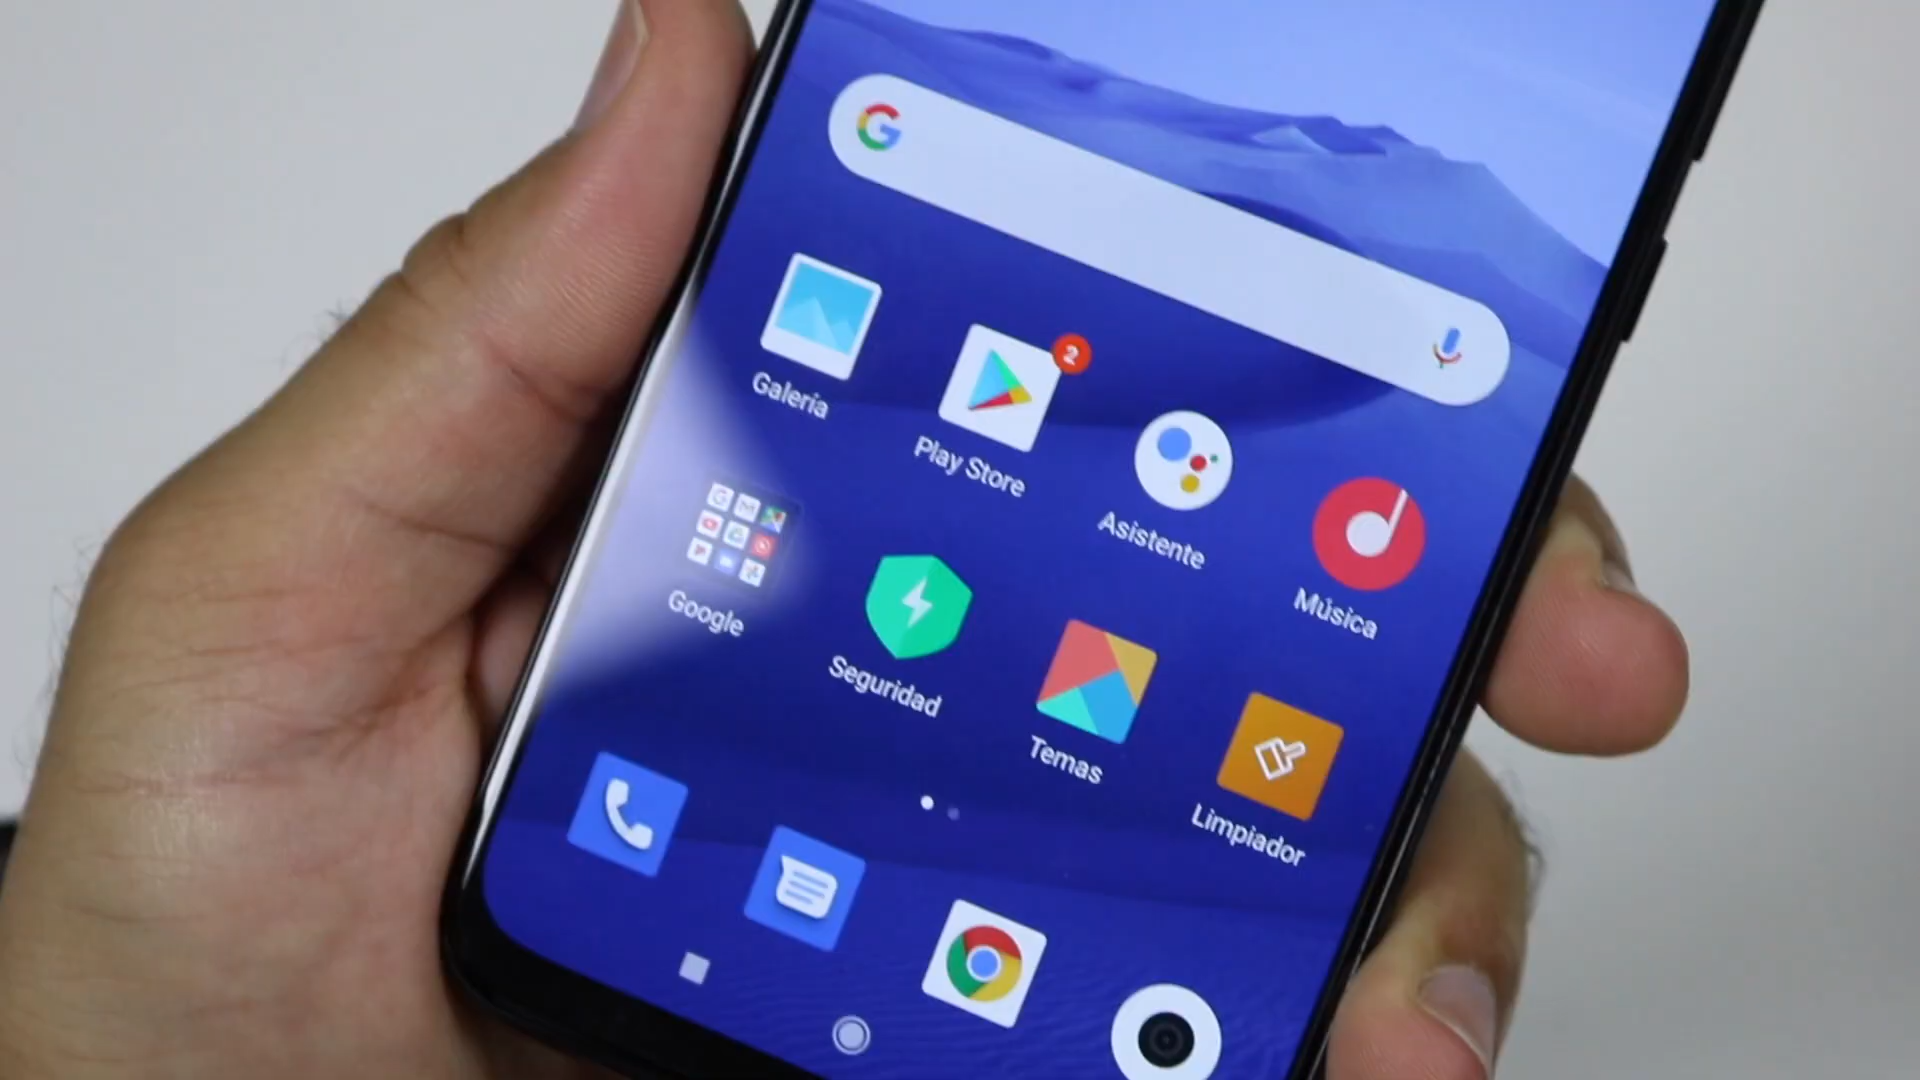 Galería
Play Store
2
Asistente
Música
Google
Seguridad
Temas
Limpiador